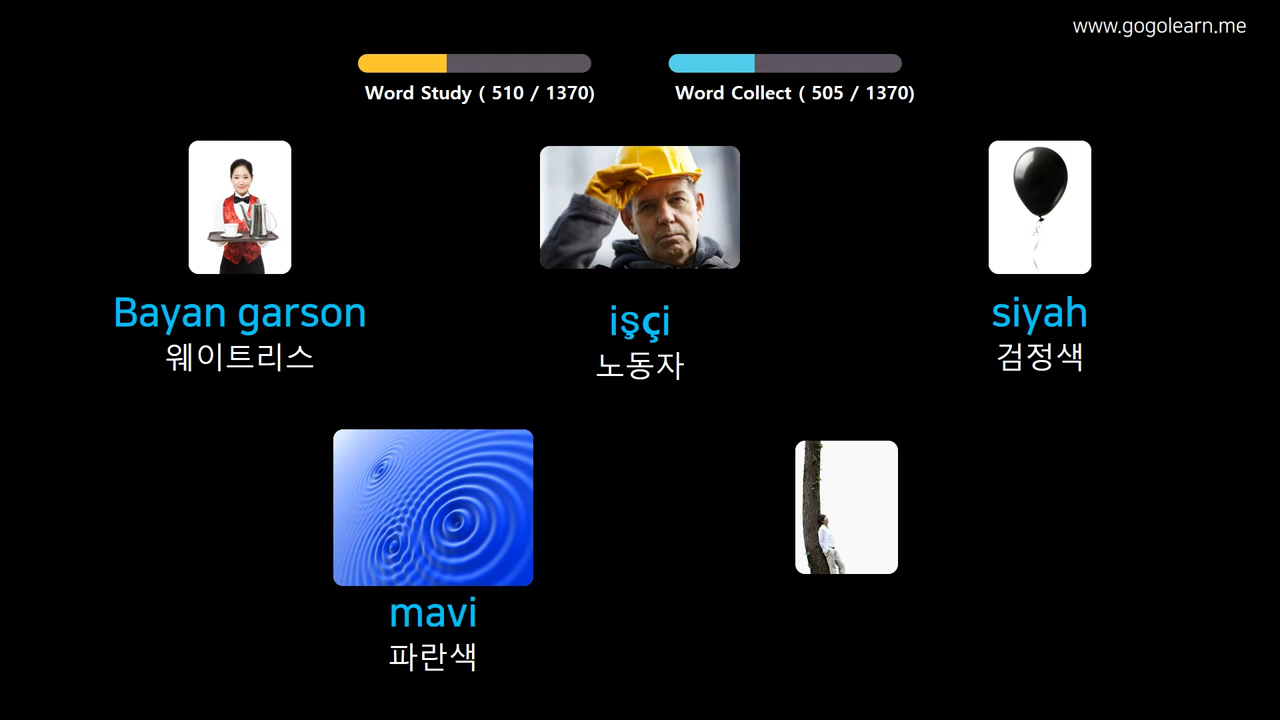 www.gogolearn.me
Word Study ( 510 / 1370)
Word Collect ( 505 / 1370)
Bayan garson
웨이트리스
işçi
노동자
siyah
검정색
mavi
파란색